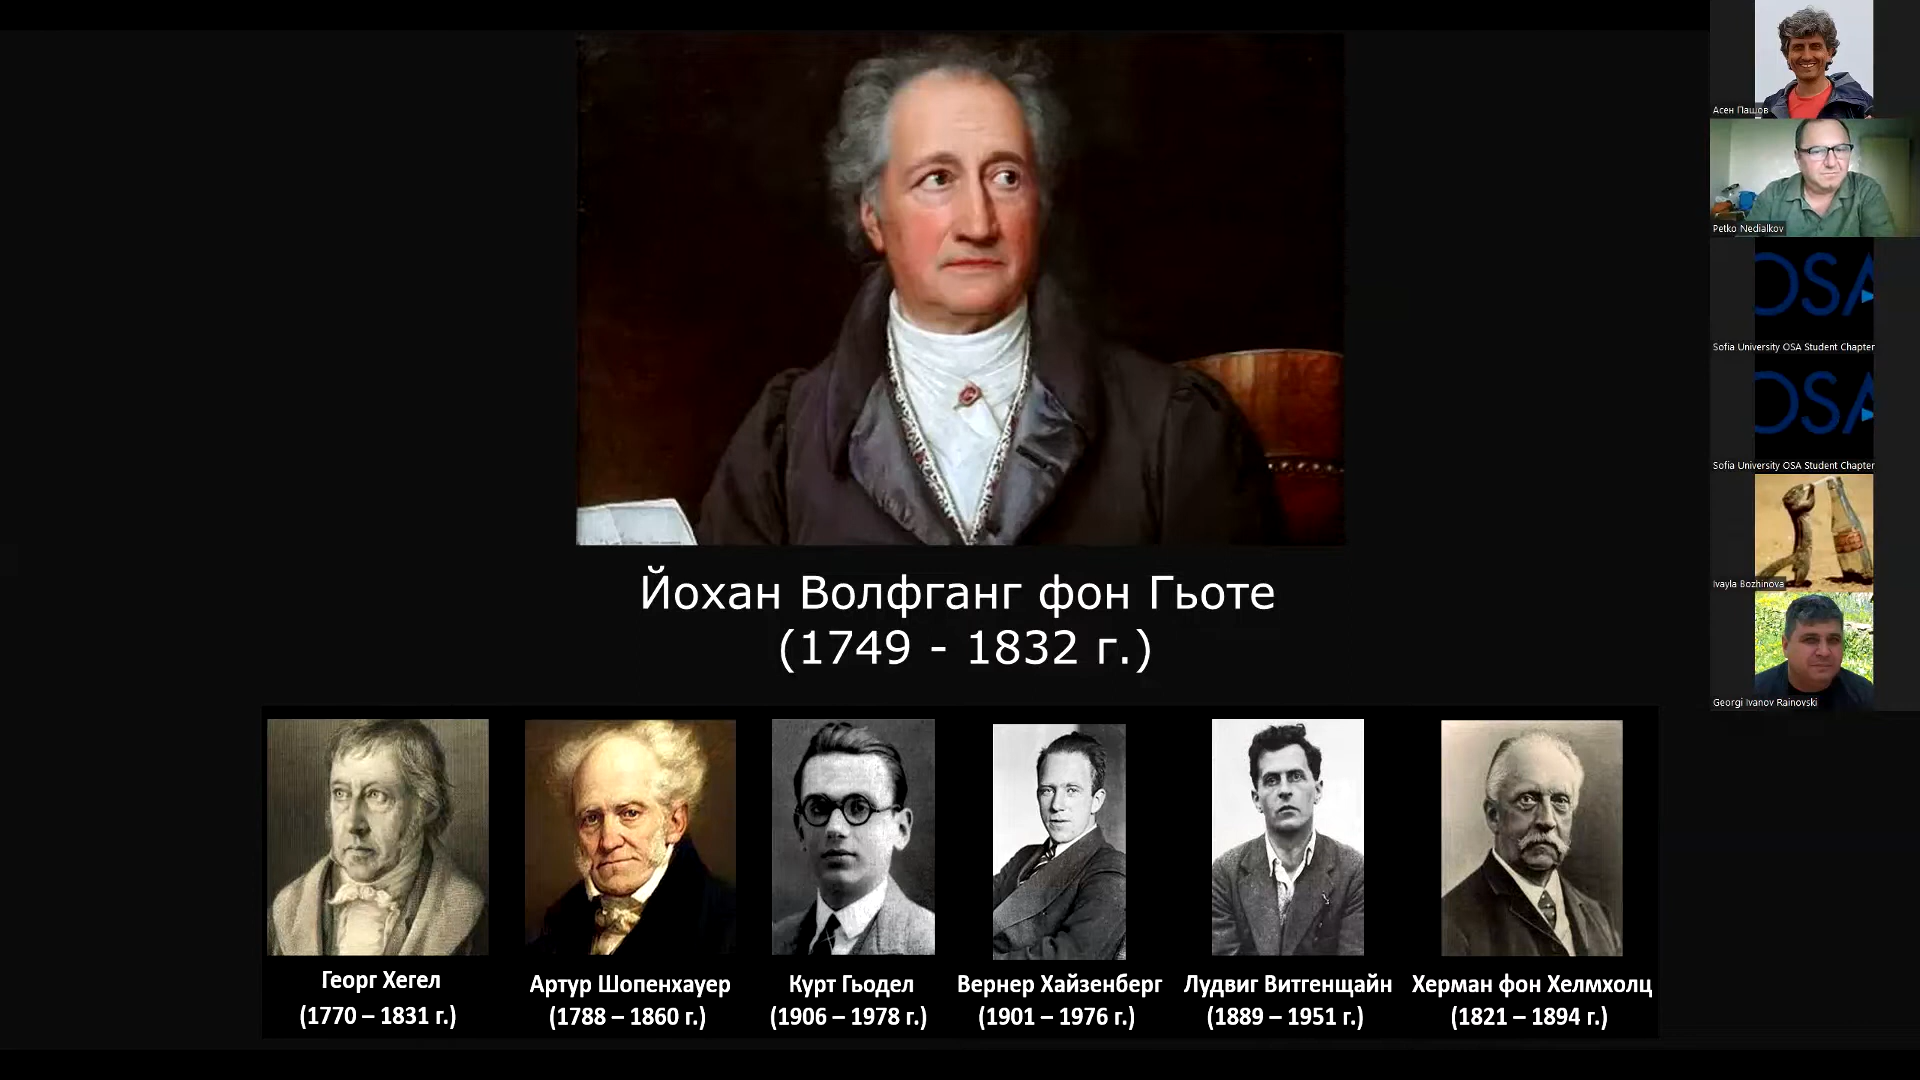 Йохан Волфганг фон Гьоте
(1749 - 1832 г.)
Георг Хегел
(1770 – 1831 г.)
Артур Шопенхауер
(1788 – 1860 г.)
Курт Гьодел
(1906 – 1978 г.)
Вернер Хайзенберг
(1901 – 1976 г.)
Лудвиг Витгенщайн
(1889 – 1951 г.)
Херман фон Хелмхолц
(1821 – 1894 г.)
Асен Пашов
Petko Nedialkov
OSA
Sofia University OSA Student Chapter
OSA
Sofia University OSA Student Chapter
Ivayla Bozhinova
Georgi Ivanov Rainovski